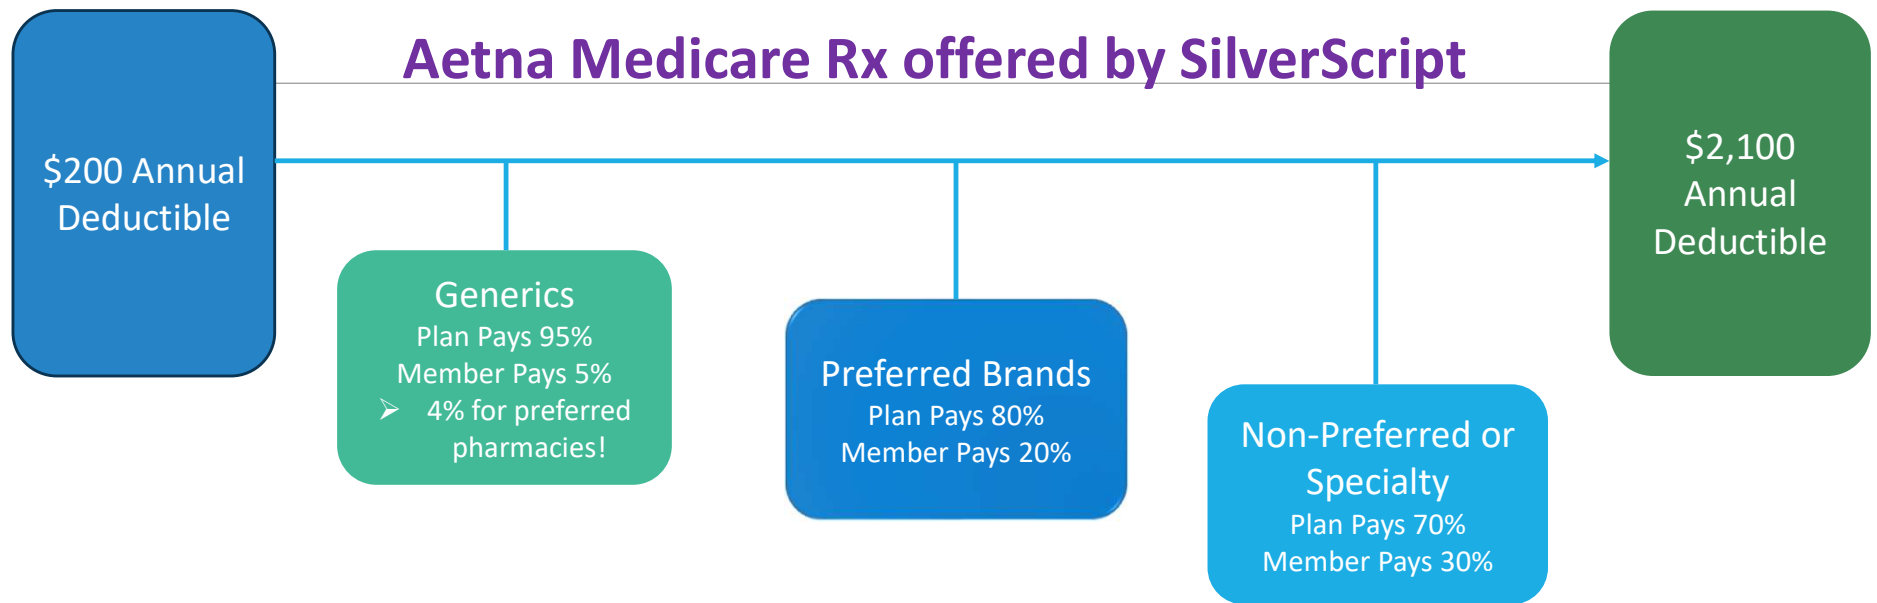 Aetna Medicare Rx offered by SilverScript
$200 Annual
Deductible
Generics
Plan Pays 95%
Member Pays 5%
➢ 4% for preferred
pharmacies!
Preferred Brands
Plan Pays 80%
Member Pays 20%
Non-Preferred or
Specialty
Plan Pays 70%
Member Pays 30%
$2,100
Annual
Deductible